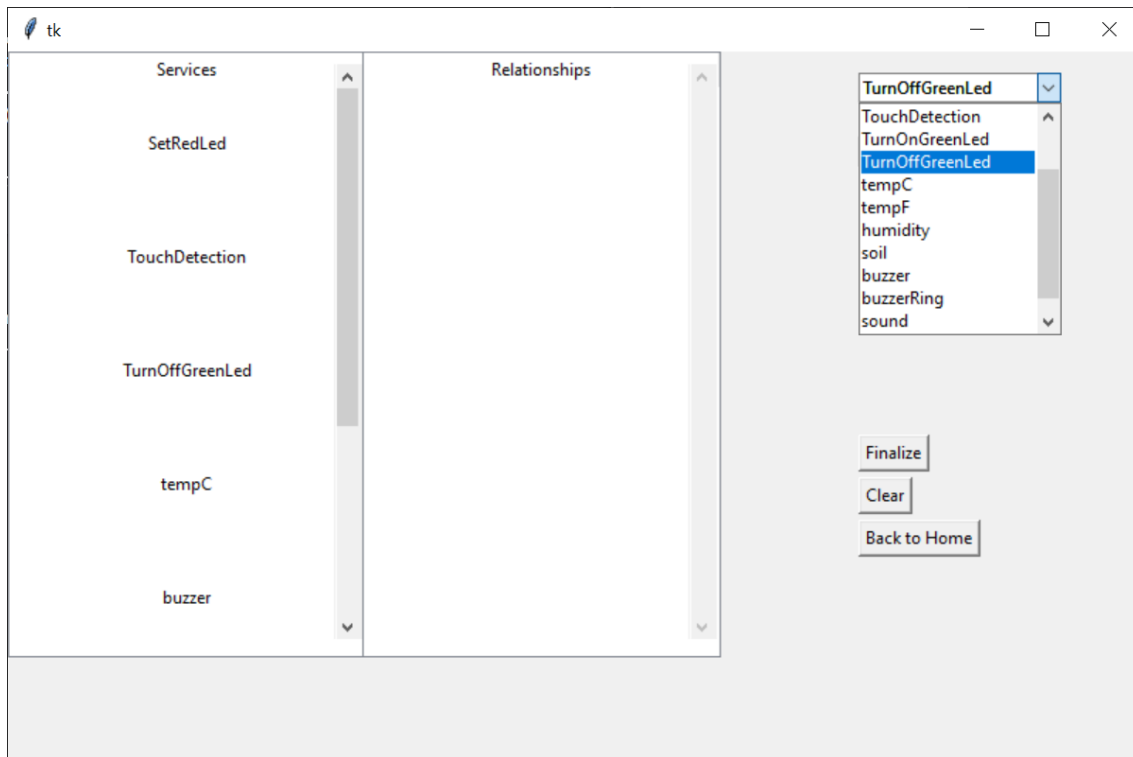 tk
Services
SetRedLed
TouchDetection
TurnOffGreenLed
tempC
buzzer
Relationships
TurnOffGreenLed
TouchDetection
TurnOnGreenLed
TurnOffGreenLed
tempC
tempF
humidity
soil
buzzer
buzzerRing
sound
Finalize
Clear
Back to Home